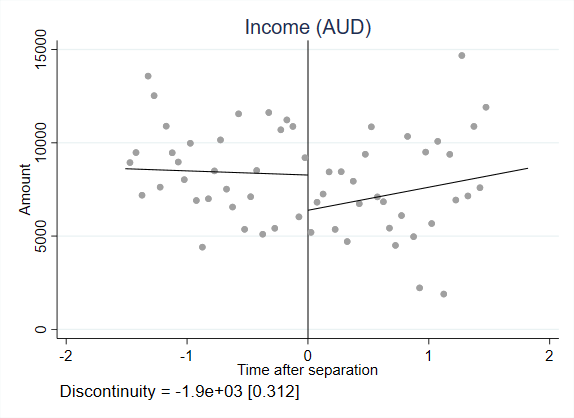 Income (AUD)
15000
10000
5000
0
Amount
-2 -1 0 1 2
Time after separation
Discontinuity = -1.9e+03 [0.312]